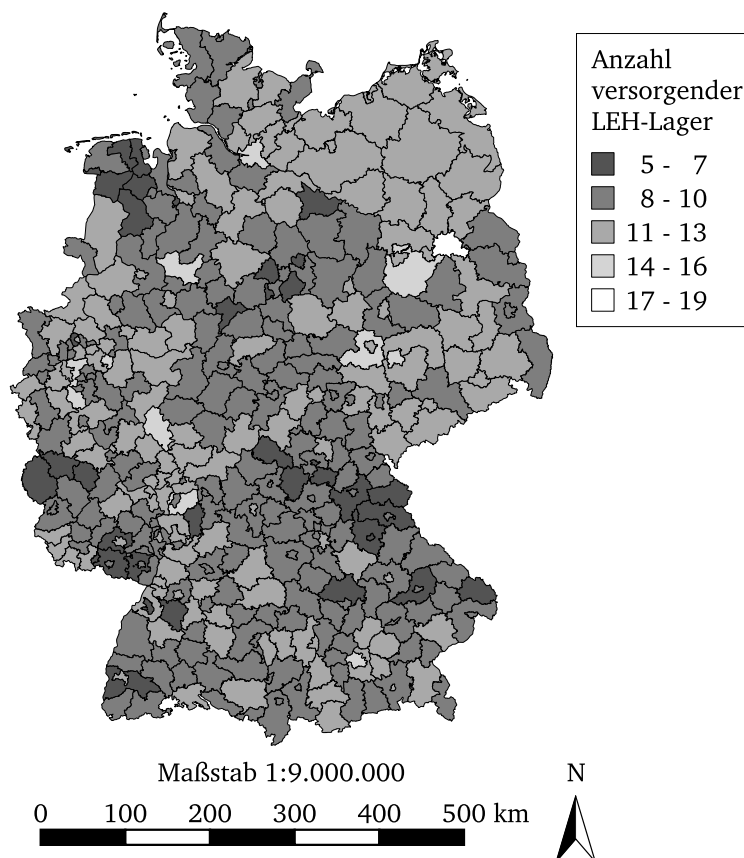 Anzahl
versorgender
LEH-Lager
5 - 7
8 - 10
11 - 13
14 - 16
17 - 19
Maßstab 1:9.000.000
N
0 100 200 300 400 500 km